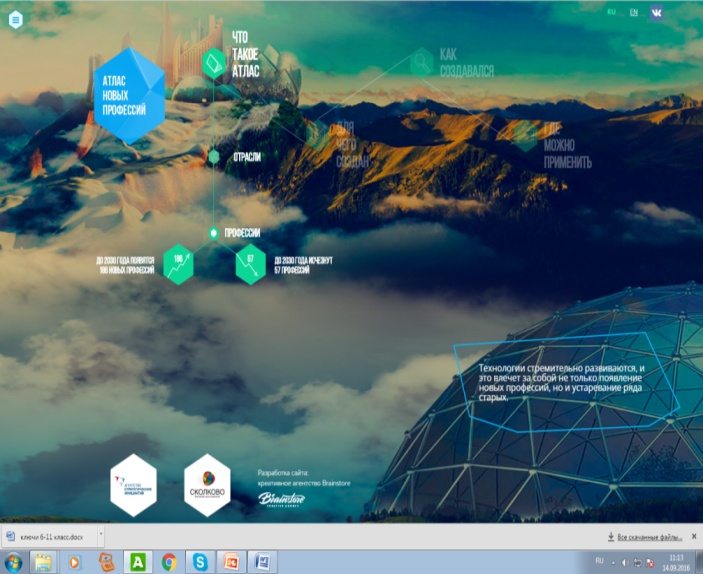 RU
EN
ЧТО
ТАКОЕ
АТЛАС
АТЛАС
НОВЫХ
ПРОФЕССИЙ
КАК
СОЗДАВАЛСЯ
ДЛЯ
ЧЕГО
СОЗДАН
ГДЕ
МОЖНО
ПРИМЕНИТЬ
ОТРАСЛИ
ПРОФЕССИИ
ДО 2030 ГОДА ПОЯВЯТСЯ
186 НОВЫХ ПРОФЕССИЙ
186
57
ДО 2030 ГОДА ИСЧЕЗНУТ
57 ПРОФЕССИЙ
Технологии стремительно развиваются, и
это влечет за собой не только появление
новых профессий, но и устаревание ряда
старых.
СКОЛКОВО
Разработка сайта:
креативное агентство Brainstore
Brainstore
ключи 6-11 класс.docx
Все скачанные файлы...
RU
11:13
14.09.2016